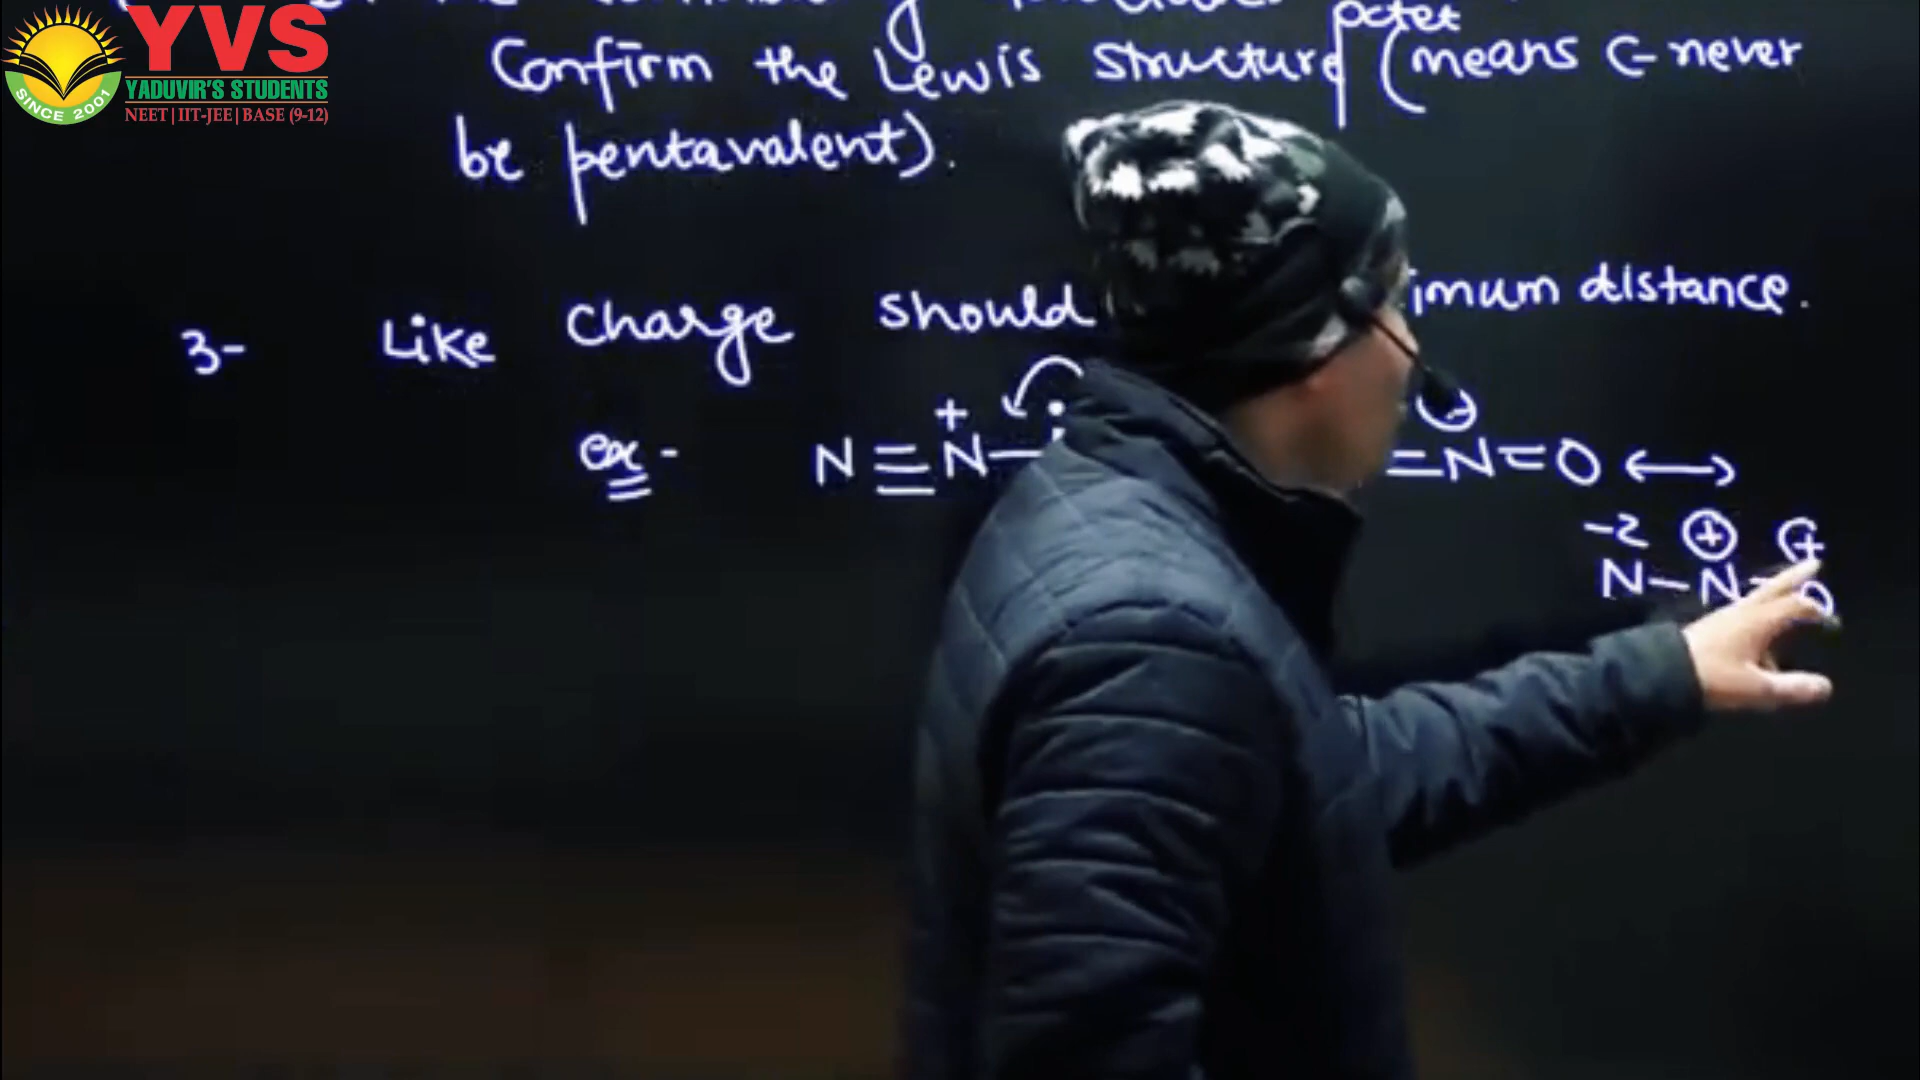 YVS
YADUVIR'S STUDENTS
SINCE 2001
NEET | IIT-JEE | BASE (9-12)
octet
Confirm the Lewis structure (means C-never
be pentavalent).
3- Like charge should imum distance.
ex- N≡N— =N=O ↔
+
-2 + +
N-N-O